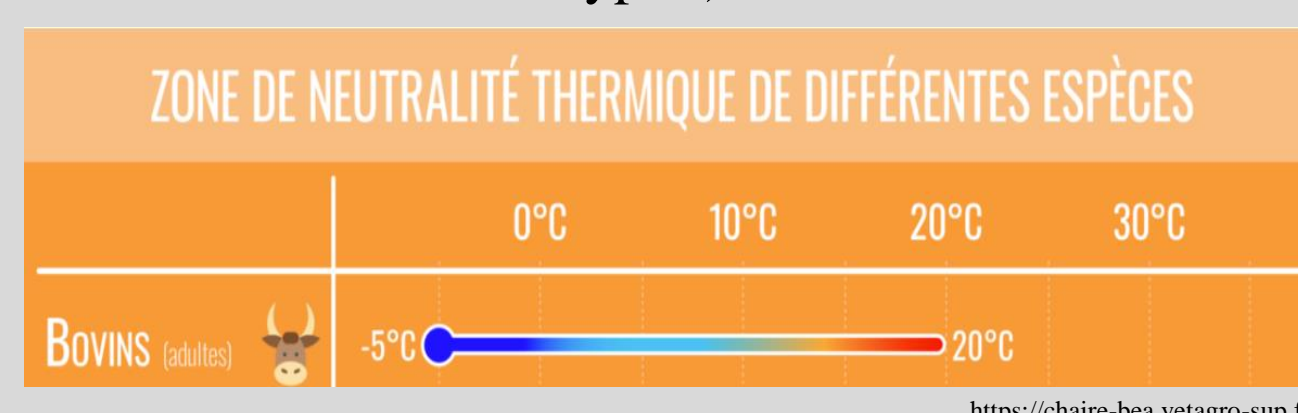 ZONE DE NEUTRALITÉ THERMIQUE DE DIFFÉRENTES ESPÈCES
0°C 10°C 20°C 30°C
BOVINS (adultes) -5°C 20°C